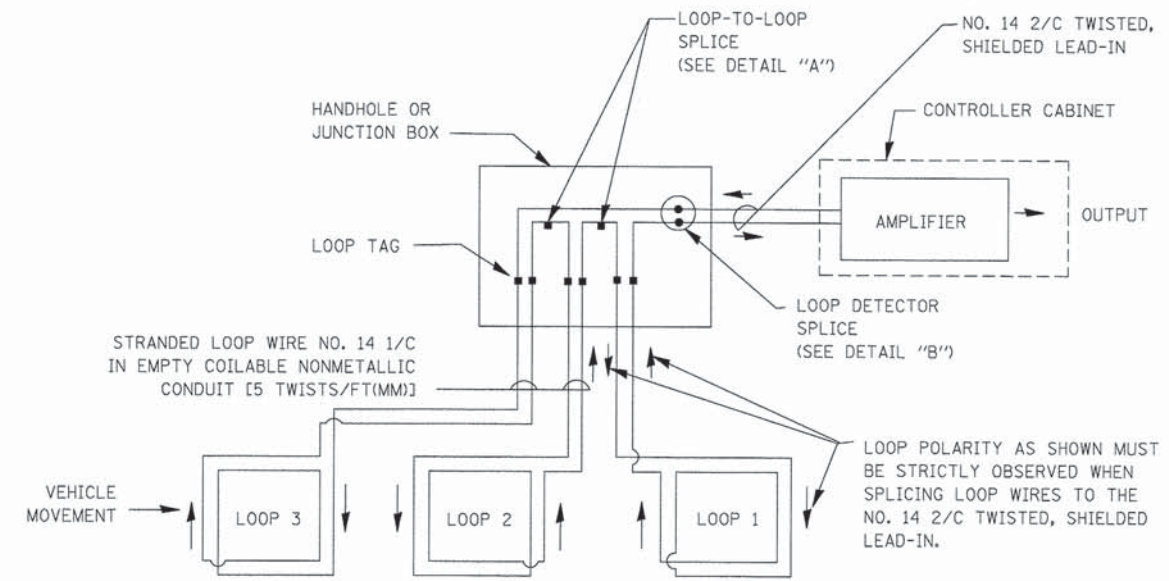 LOOP-TO-LOOP
SPLICE
(SEE DETAIL "A")
NO. 14 2/C TWISTED,
SHIELDED LEAD-IN
HANDHOLE OR
JUNCTION BOX
CONTROLLER CABINET
AMPLIFIER
OUTPUT
LOOP TAG
LOOP DETECTOR
SPLICE
(SEE DETAIL "B")
STRANDED LOOP WIRE NO. 14 1/C
IN EMPTY COILABLE NONMETALLIC
CONDUIT [5 TWISTS/FT(MM)]
LOOP POLARITY AS SHOWN MUST
BE STRICTLY OBSERVED WHEN
SPLICING LOOP WIRES TO THE
NO. 14 2/C TWISTED, SHIELDED
LEAD-IN.
VEHICLE
MOVEMENT
LOOP 3
LOOP 2
LOOP 1